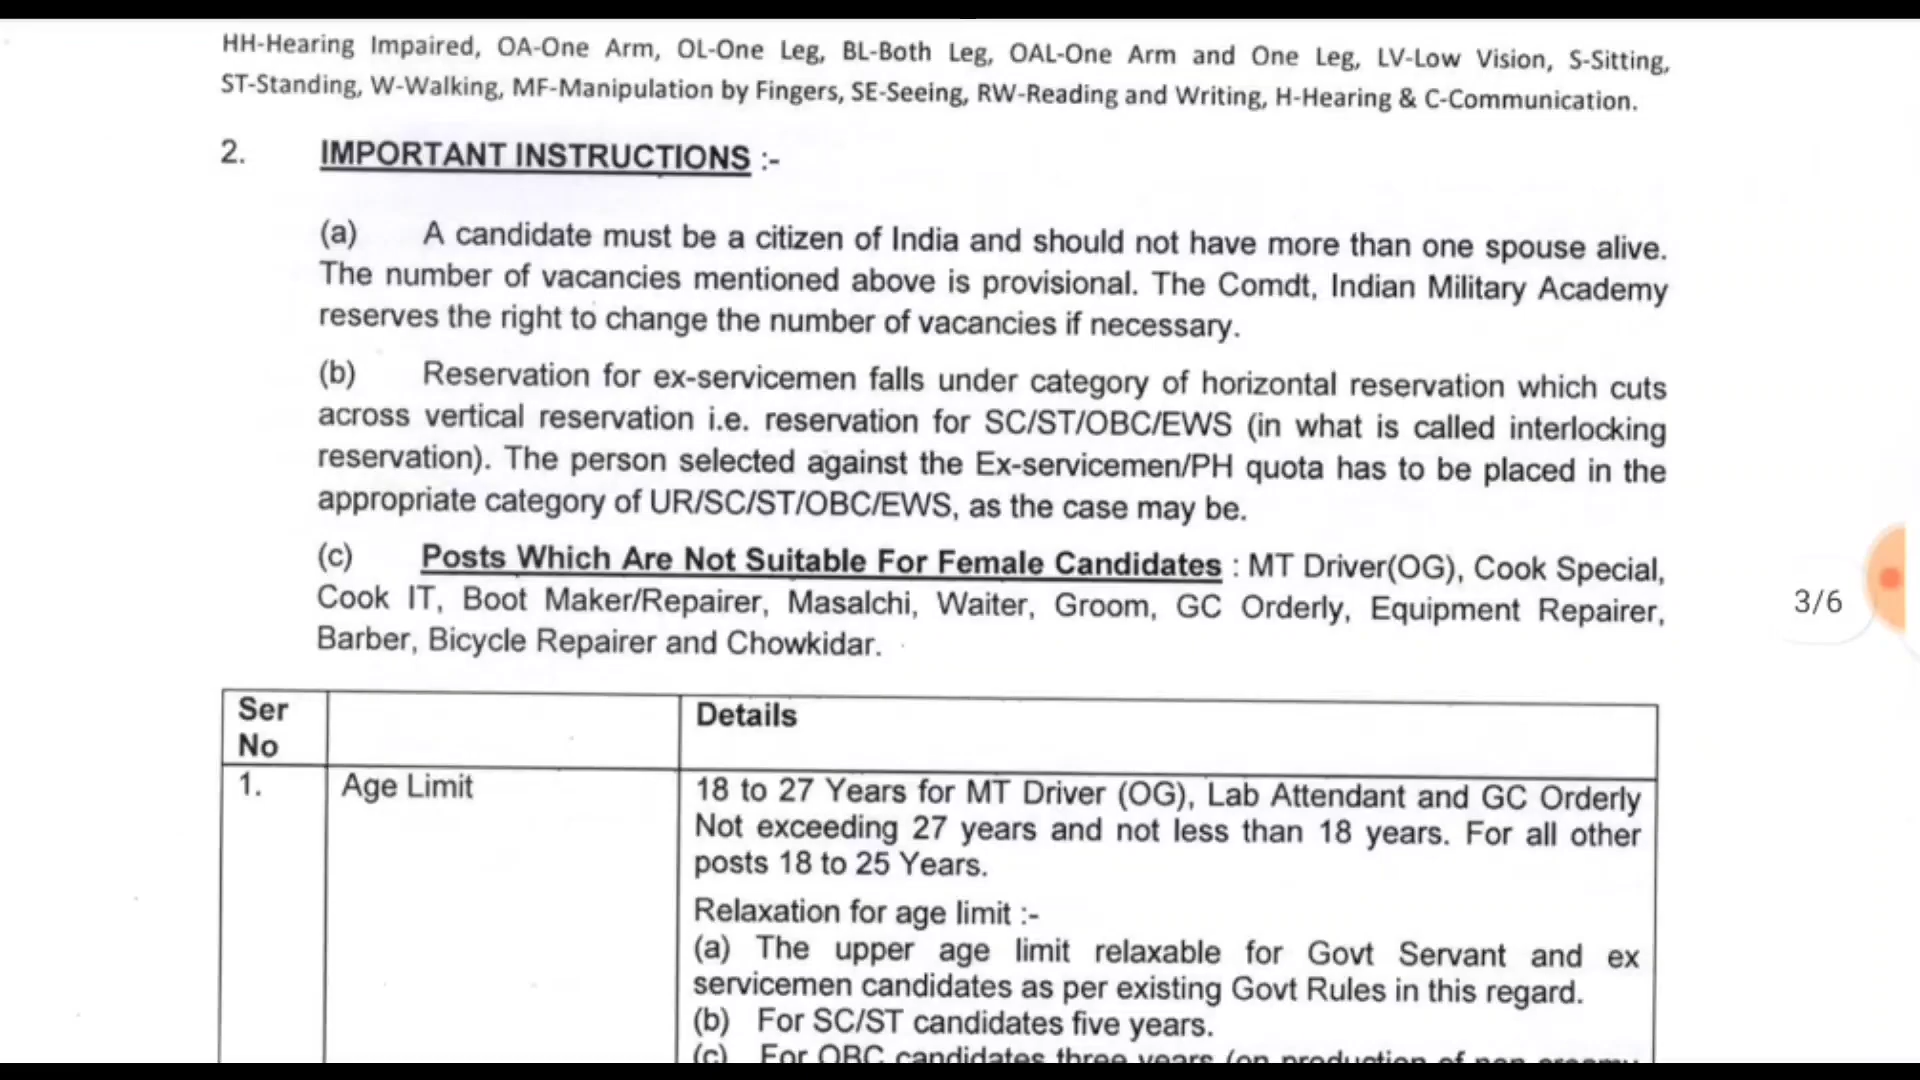 HH-Hearing Impaired, OA-One Arm, OL-One Leg, BL-Both Leg, OAL-One Arm and One Leg, LV-Low Vision, S-Sitting,
ST-Standing, W-Walking, MF-Manipulation by Fingers, SE-Seeing, RW-Reading and Writing, H-Hearing & C-Communication.
2. IMPORTANT INSTRUCTIONS :-
(a) A candidate must be a citizen of India and should not have more than one spouse alive.
The number of vacancies mentioned above is provisional. The Comdt, Indian Military Academy
reserves the right to change the number of vacancies if necessary.
(b) Reservation for ex-servicemen falls under category of horizontal reservation which cuts
across vertical reservation i.e. reservation for SC/ST/OBC/EWS (in what is called interlocking
reservation). The person selected against the Ex-servicemen/PH quota has to be placed in the
appropriate category of UR/SC/ST/OBC/EWS, as the case may be.
(c) Posts Which Are Not Suitable For Female Candidates : MT Driver(OG), Cook Special,
Cook IT, Boot Maker/Repairer, Masalchi, Waiter, Groom, GC Orderly, Equipment Repairer,
Barber, Bicycle Repairer and Chowkidar.
3/6
Ser
No
Details
1.
Age Limit
18 to 27 Years for MT Driver (OG), Lab Attendant and GC Orderly
Not exceeding 27 years and not less than 18 years. For all other
posts 18 to 25 Years.
Relaxation for age limit :-
(a) The upper age limit relaxable for Govt Servant and ex
servicemen candidates as per existing Govt Rules in this regard.
(b) For SC/ST candidates five years.
(c) For OBC candidates three years (on production of non creamy